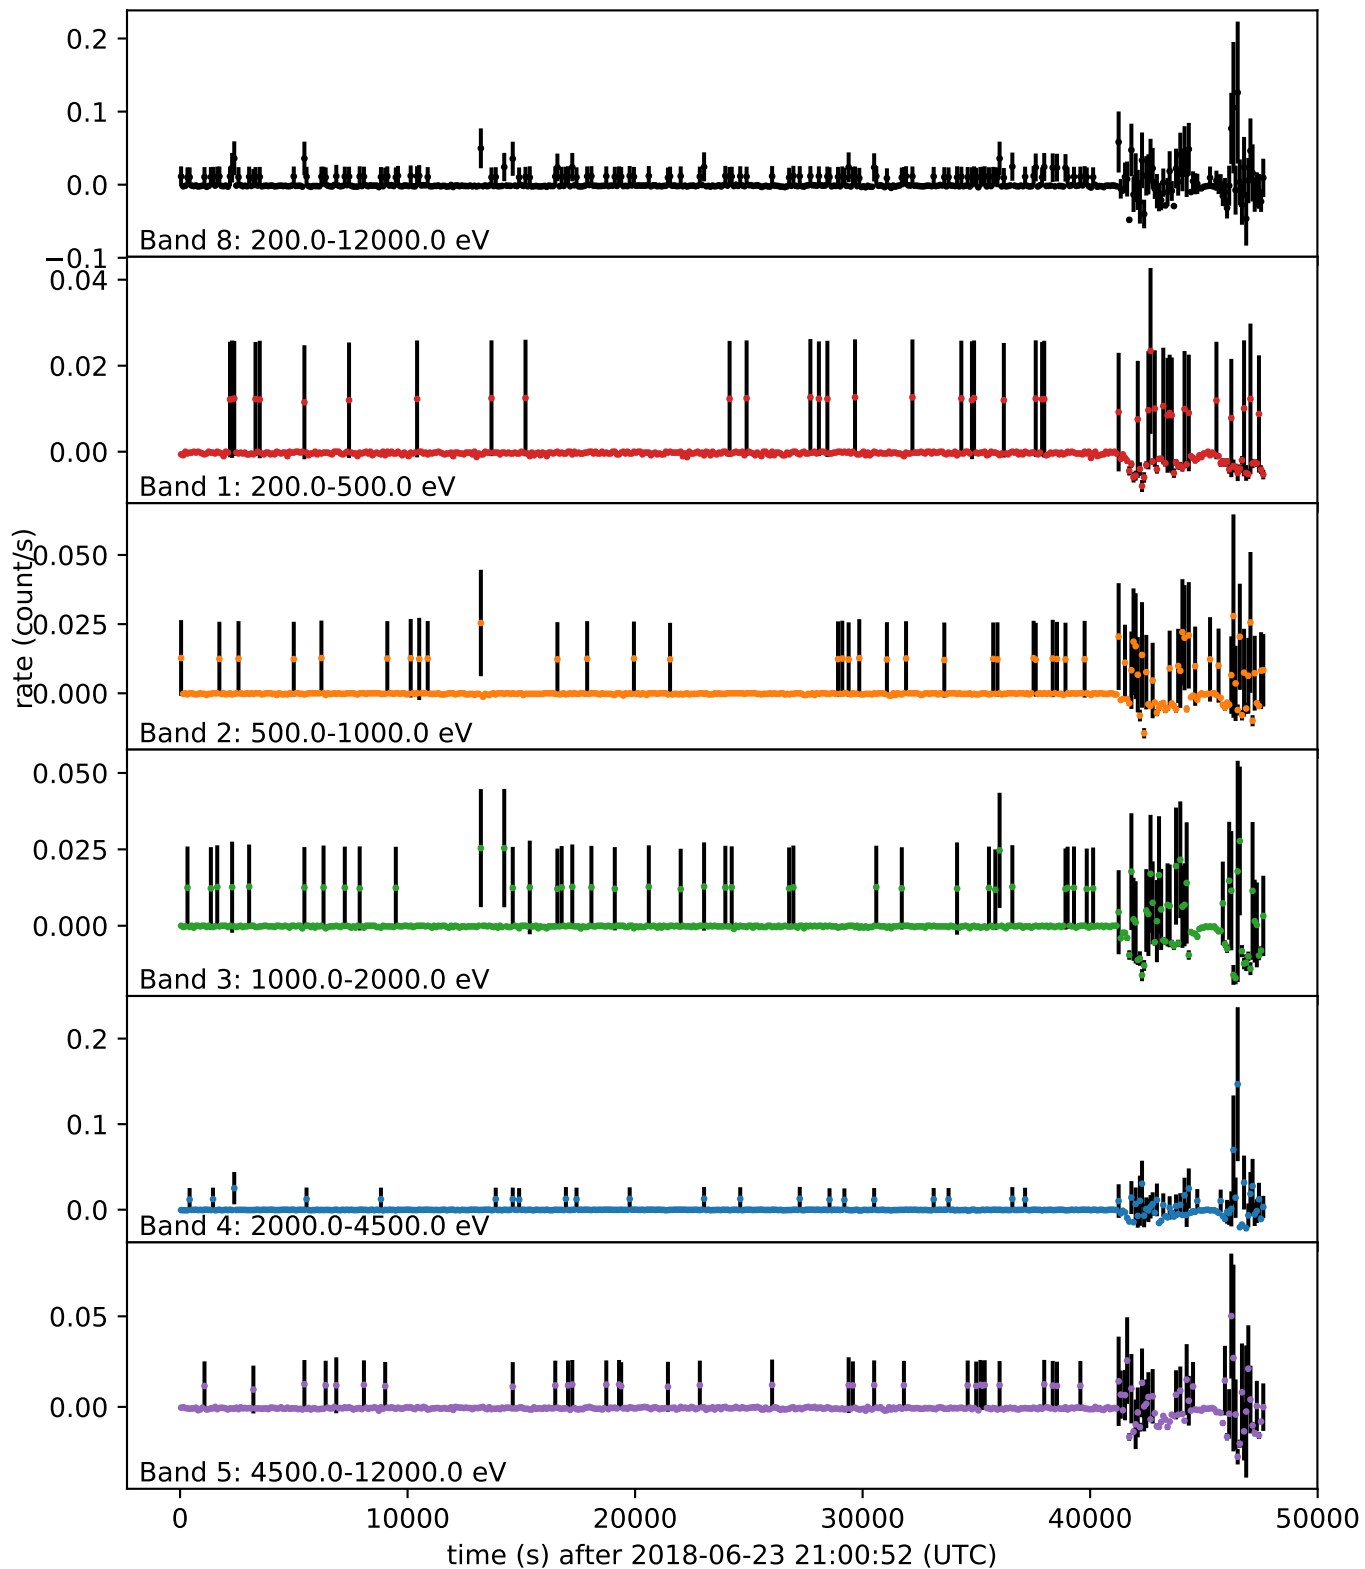 0.2
0.1
0.0
−0.1
Band 8: 200.0-12000.0 eV
0.04
0.02
0.00
Band 1: 200.0-500.0 eV
rate (count/s)
0.050
0.025
0.000
Band 2: 500.0-1000.0 eV
0.050
0.025
0.000
Band 3: 1000.0-2000.0 eV
0.2
0.1
0.0
Band 4: 2000.0-4500.0 eV
0.05
0.00
Band 5: 4500.0-12000.0 eV
0 10000 20000 30000 40000 50000
time (s) after 2018-06-23 21:00:52 (UTC)